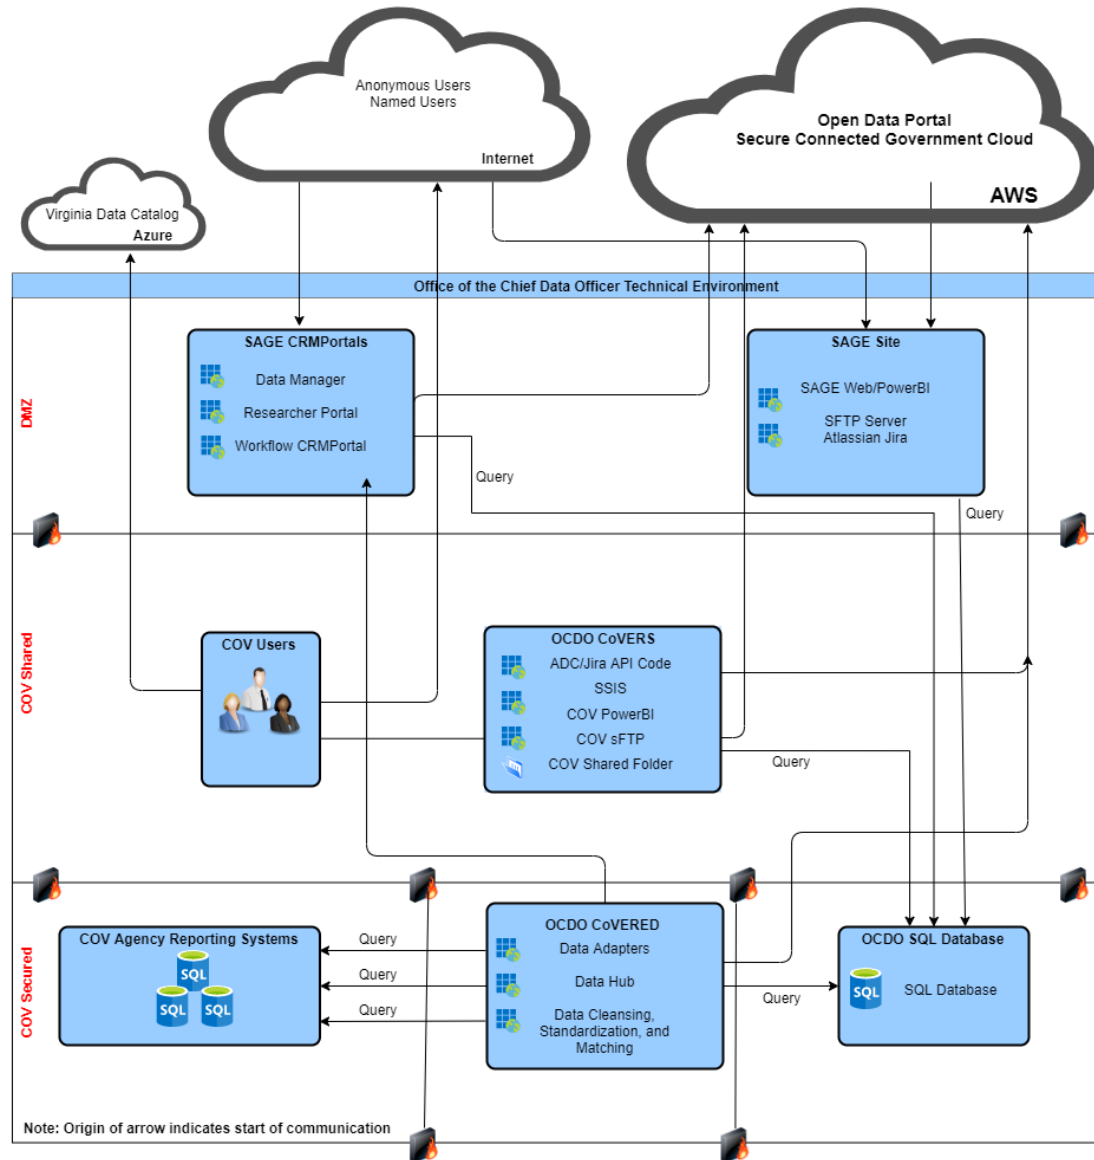 Anonymous Users
Named Users
Internet
Open Data Portal
Secure Connected Government Cloud
AWS
Virginia Data Catalog
Azure
Office of the Chief Data Officer Technical Environment
DMZ
SAGE CRMPortals
Data Manager
Researcher Portal
Workflow CRMPortal
Query
SAGE Site
SAGE Web/PowerBI
SFTP Server
Atlassian Jira
Query
COV Shared
COV Users
OCDO CoVERS
ADC/Jira API Code
SSIS
COV PowerBI
COV sFTP
COV Shared Folder
Query
COV Secured
COV Agency Reporting Systems
SQL
SQL
SQL
Query
Query
Query
OCDO CoVERED
Data Adapters
Data Hub
Data Cleansing,
Standardization, and
Matching
Query
OCDO SQL Database
SQL
SQL Database
Note: Origin of arrow indicates start of communication